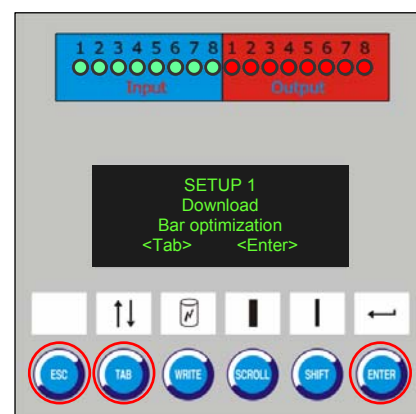 1 2 3 4 5 6 7 8 1 2 3 4 5 6 7 8
Input Output
SETUP 1
Download
Bar optimization
<Tab> <Enter>
ESC TAB WRITE SCROLL SHIFT ENTER